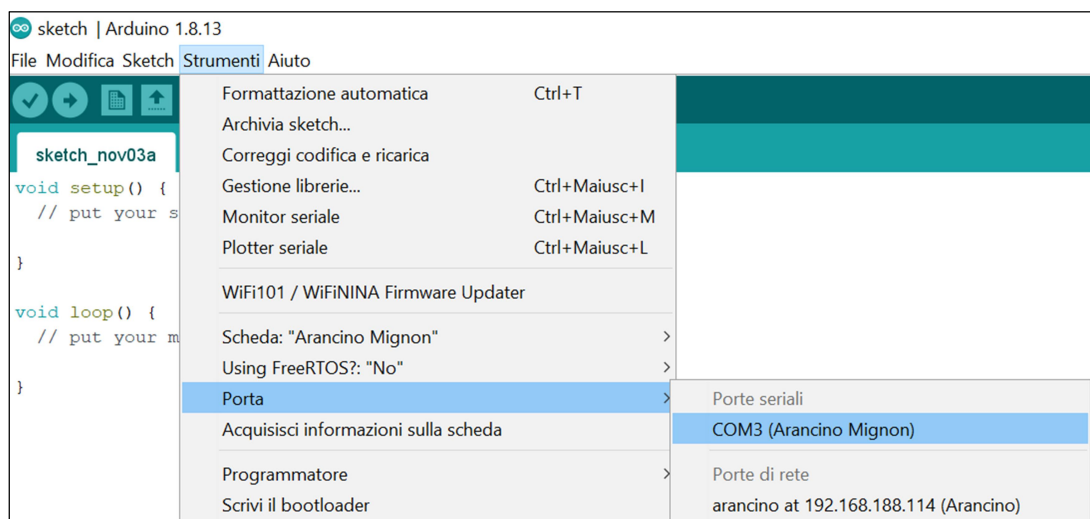 sketch | Arduino 1.8.13
File Modifica Sketch Strumenti Aiuto
sketch_nov03a
void setup() {
// put your s
}
void loop() {
// put your m
}
Formattazione automatica Ctrl+T
Archivia sketch...
Correggi codifica e ricarica
Gestione librerie... Ctrl+Maiusc+I
Monitor seriale Ctrl+Maiusc+M
Plotter seriale Ctrl+Maiusc+L
WiFi101 / WiFiNINA Firmware Updater
Scheda: "Arancino Mignon"
Using FreeRTOS?: "No"
Porta
Acquisisci informazioni sulla scheda
Programmatore
Scrivi il bootloader
Porte seriali
COM3 (Arancino Mignon)
Porte di rete
arancino at 192.168.188.114 (Arancino)